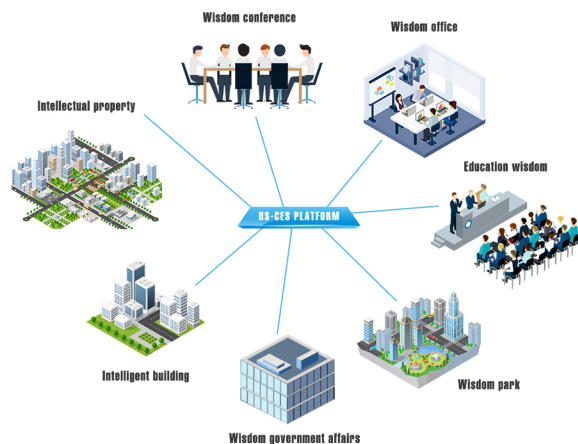 Wisdom conference
Wisdom office
Intellectual property
Education wisdom
HS-CES PLATFORM
Intelligent building
Wisdom park
Wisdom government affairs